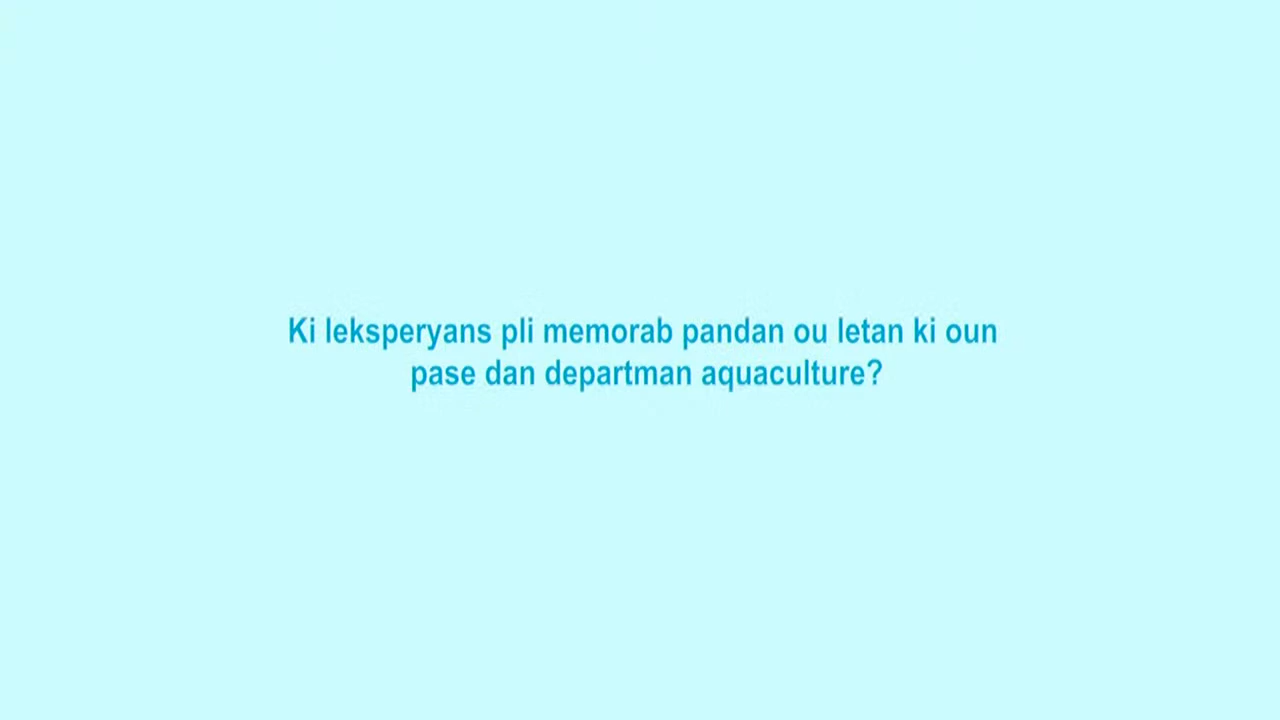 Ki leksperyans pli memorab pandan ou letan ki oun
pase dan departman aquaculture?